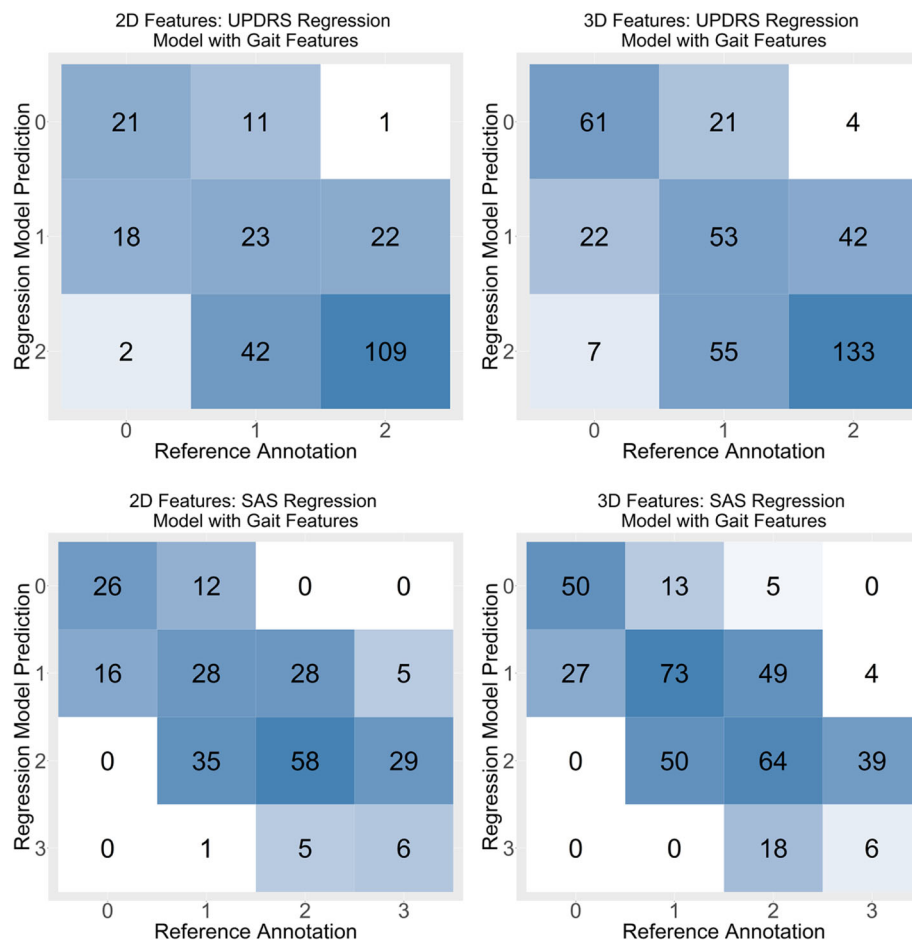 2D Features: UPDRS Regression
Model with Gait Features
Regression Model Prediction
0
21 11 1
1
18 23 22
2
2 42 109
0 1 2
Reference Annotation
3D Features: UPDRS Regression
Model with Gait Features
Regression Model Prediction
0
61 21 4
1
22 53 42
2
7 55 133
0 1 2
Reference Annotation
2D Features: SAS Regression
Model with Gait Features
Regression Model Prediction
0
26 12 0 0
1
16 28 28 5
2
0 35 58 29
3
0 1 5 6
0 1 2 3
Reference Annotation
3D Features: SAS Regression
Model with Gait Features
Regression Model Prediction
0
50 13 5 0
1
27 73 49 4
2
0 50 64 39
3
0 0 18 6
0 1 2 3
Reference Annotation